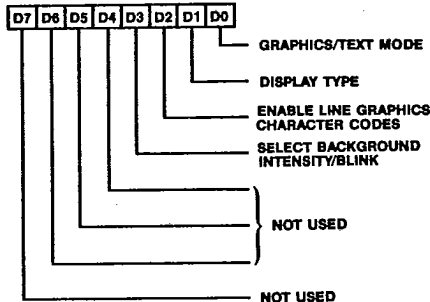 D7 D6 D5 D4 D3 D2 D1 D0
GRAPHICS/TEXT MODE
DISPLAY TYPE
ENABLE LINE GRAPHICS
CHARACTER CODES
SELECT BACKGROUND
INTENSITY/BLINK
NOT USED
NOT USED